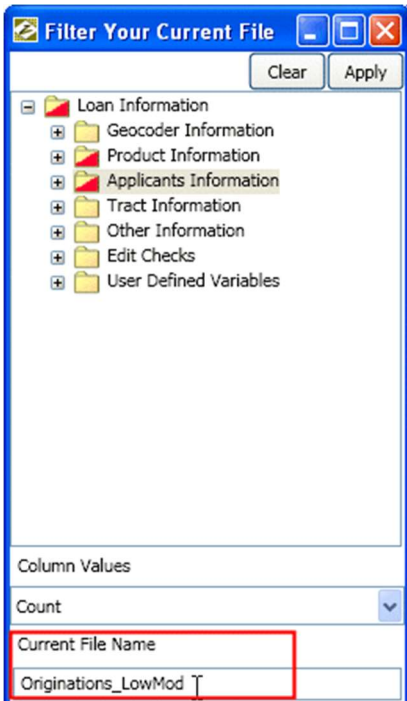 Filter Your Current File
Clear Apply
Loan Information
Geocoder Information
Product Information
Applicants Information
Tract Information
Other Information
Edit Checks
User Defined Variables
Column Values
Count
Current File Name
Originations_LowMod